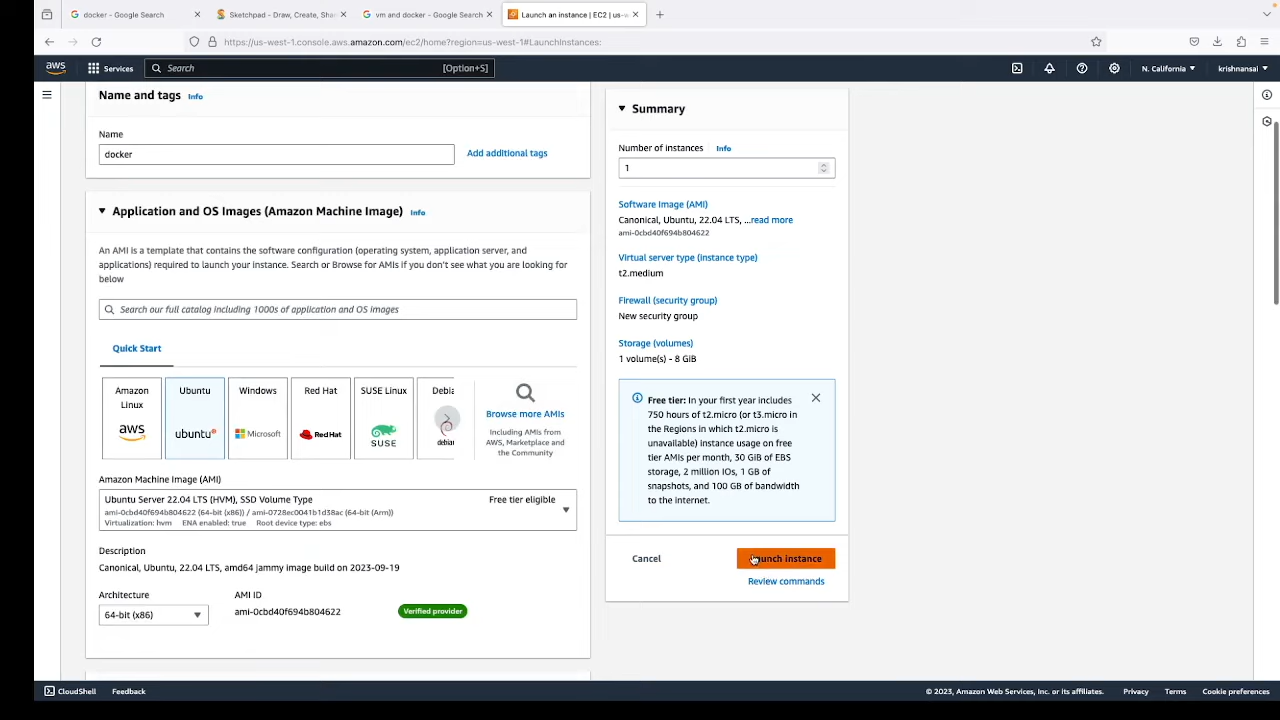 docker - Google Search
Sketchpad - Draw, Create, Shar
vm and docker - Google Search
Launch an instance | EC2 | us-w
https://us-west-1.console.aws.amazon.com/ec2/home?region=us-west-1#LaunchInstances:
aws
Services
Search
[Option+S]
N. California
krishnansai
Name and tags
Info
Name
docker
Add additional tags
Application and OS Images (Amazon Machine Image)
Info
An AMI is a template that contains the software configuration (operating system, application server, and
applications) required to launch your instance. Search or Browse for AMIs if you don't see what you are looking for
below
Search our full catalog including 1000s of application and OS images
Quick Start
Amazon
Linux
aws
Ubuntu
ubuntu
Windows
Microsoft
Red Hat
Red Hat
SUSE Linux
SUSE
Debia
debian
Browse more AMIs
Including AMIs from
AWS, Marketplace and
the Community
Amazon Machine Image (AMI)
Ubuntu Server 22.04 LTS (HVM), SSD Volume Type
Free tier eligible
ami-0cbd40f694b804622 (64-bit (x86)) / ami-0728ec0041b1d38ac (64-bit (Arm))
Virtualization: hvm
ENA enabled: true
Root device type: ebs
Description
Canonical, Ubuntu, 22.04 LTS, amd64 jammy image build on 2023-09-19
Architecture
AMI ID
64-bit (x86)
ami-0cbd40f694b804622
Verified provider
Summary
Number of instances
Info
1
Software Image (AMI)
Canonical, Ubuntu, 22.04 LTS, ...read more
ami-0cbd40f694b804622
Virtual server type (instance type)
t2.medium
Firewall (security group)
New security group
Storage (volumes)
1 volume(s) - 8 GiB
Free tier: In your first year includes
750 hours of t2.micro (or t3.micro in
the Regions in which t2.micro is
unavailable) instance usage on free
tier AMIs per month, 30 GiB of EBS
storage, 2 million IOs, 1 GB of
snapshots, and 100 GB of bandwidth
to the internet.
Cancel
Launch instance
Review commands
CloudShell
Feedback
© 2023, Amazon Web Services, Inc. or its affiliates.
Privacy
Terms
Cookie preferences